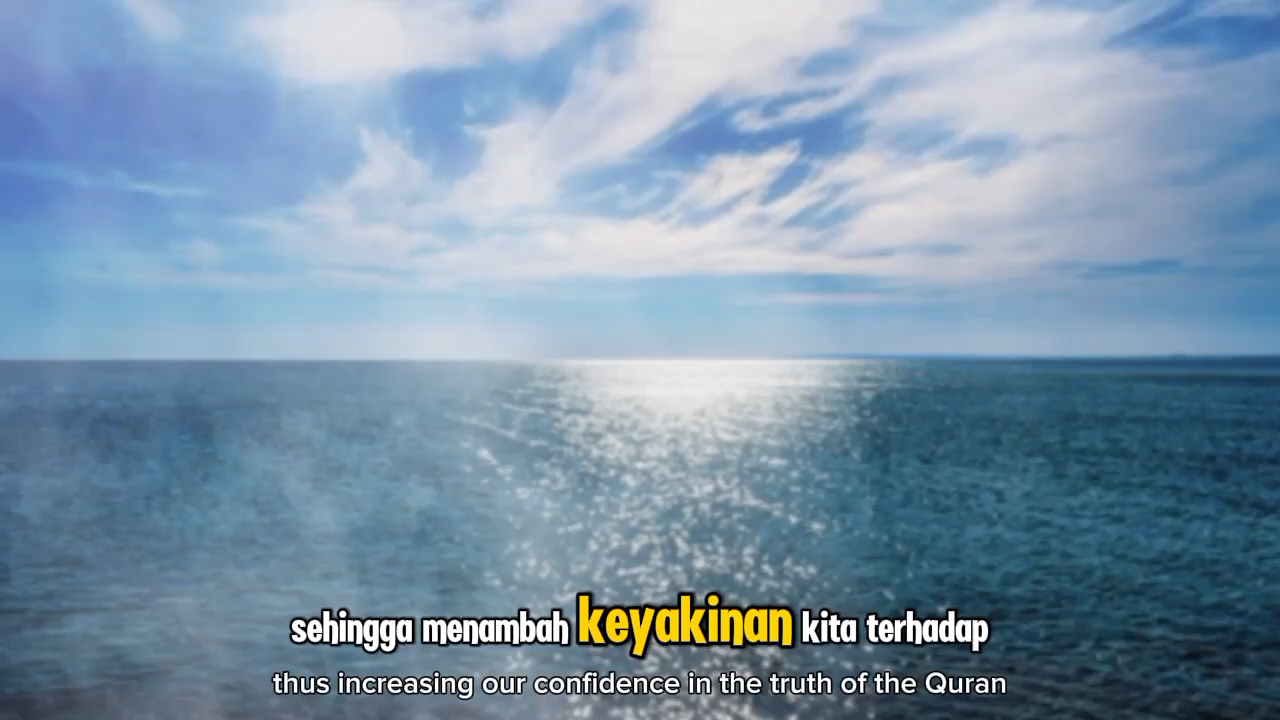 sehingga menambah keyakinan kita terhadap
thus increasing our confidence in the truth of the Quran